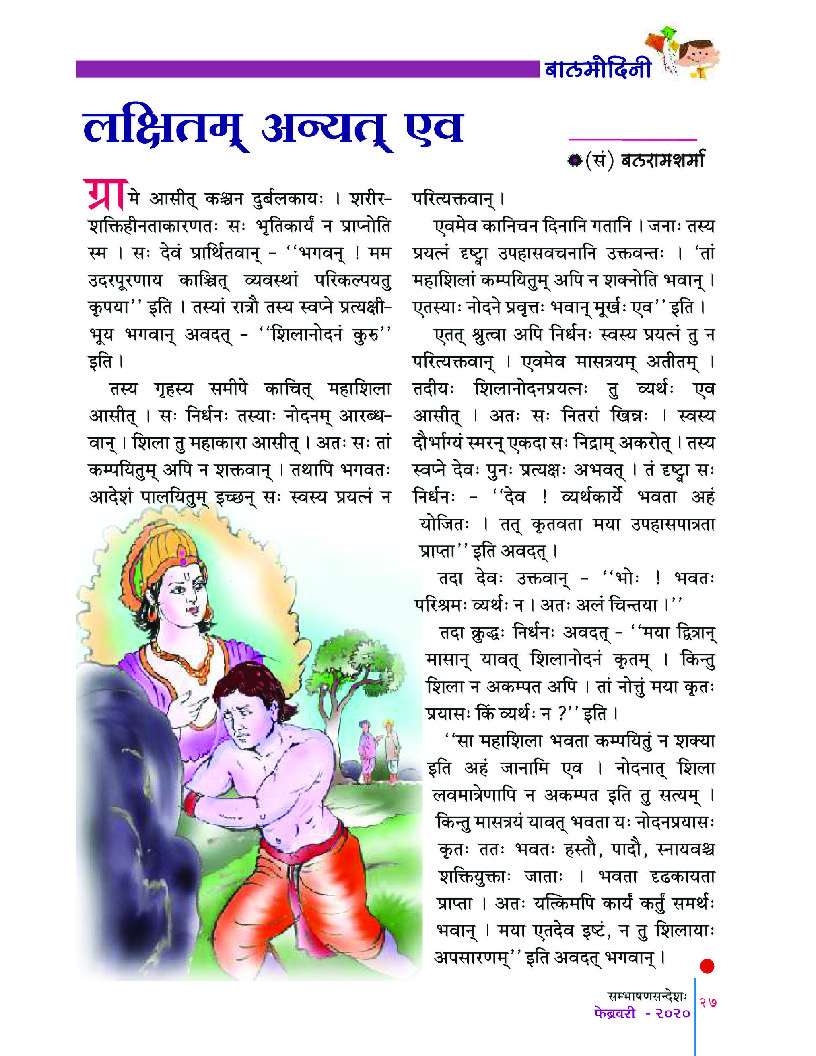 बालमौदिनी
लक्षितम् अन्यत् एव
(सं) बलरामशर्मा
ग्रामे आसीत् कश्चन दुर्बलकायः । शरीर-
शक्तिहीनताकारणतः सः भृतिकार्यं न प्राप्नोति
स्म । सः देवं प्रार्थितवान् - ‘‘भगवन् ! मम
उदरपूरणाय काञ्चित् व्यवस्थां परिकल्पयतु
कृपया’’ इति । तस्यां रात्रौ तस्य स्वप्ने प्रत्यक्षी-
भूय भगवान् अवदत् - ‘‘शिलानोदनं कुरु’’
इति ।
तस्य गृहस्य समीपे काचित् महाशिला
आसीत् । सः निर्धनः तस्याः नोदनम् आरब्ध-
वान् । शिला तु महाकारा आसीत् । अतः सः तां
कम्पयितुम् अपि न शक्तवान् । तथापि भगवतः
आदेशं पालयितुम् इच्छन् सः स्वस्य प्रयत्नं न
परित्यक्तवान् ।
एवमेव कानिचन दिनानि गतानि । जनाः तस्य
प्रयत्नं दृष्ट्वा उपहासवचनानि उक्तवन्तः । ‘तां
महाशिलां कम्पयितुम् अपि न शक्नोति भवान् ।
एतस्याः नोदने प्रवृत्तः भवान् मूर्खः एव’’ इति ।
एतत् श्रुत्वा अपि निर्धनः स्वस्य प्रयत्नं तु न
परित्यक्तवान् । एवमेव मासत्रयम् अतीतम् ।
तदीयः शिलानोदनप्रयत्नः तु व्यर्थः एव
आसीत् । अतः सः नितरां खिन्नः । स्वस्य
दौर्भाग्यं स्मरन् एकदा सः निद्राम् अकरोत् । तस्य
स्वप्ने देवः पुनः प्रत्यक्षः अभवत् । तं दृष्ट्वा सः
निर्धनः - ‘‘देव ! व्यर्थकार्ये भवता अहं
योजितः । तत् कृतवता मया उपहासपात्रता
प्राप्ता’’ इति अवदत् ।
तदा देवः उक्तवान् - ‘‘भोः ! भवतः
परिश्रमः व्यर्थः न । अतः अलं चिन्तया ।’’
तदा क्रुद्धः निर्धनः अवदत् - ‘‘मया द्वित्रान्
मासान् यावत् शिलानोदनं कृतम् । किन्तु
शिला न अकम्पत अपि । तां नोत्तुं मया कृतः
प्रयासः किं व्यर्थः न ?’’ इति ।
‘‘सा महाशिला भवता कम्पयितुं न शक्या
इति अहं जानामि एव । नोदनात् शिला
लवमात्रेणापि न अकम्पत इति तु सत्यम् ।
किन्तु मासत्रयं यावत् भवता यः नोदनप्रयासः
कृतः ततः भवतः हस्तौ, पादौ, स्नायवश्च
शक्तियुक्ताः जाताः । भवता दृढकायता
प्राप्ता । अतः यत्किमपि कार्यं कर्तुं समर्थः
भवान् । मया एतदेव इष्टं, न तु शिलायाः
अपसारणम्’’ इति अवदत् भगवान् ।
सम्भाषणसन्देशः
फेब्रवरी - २०२०
२७